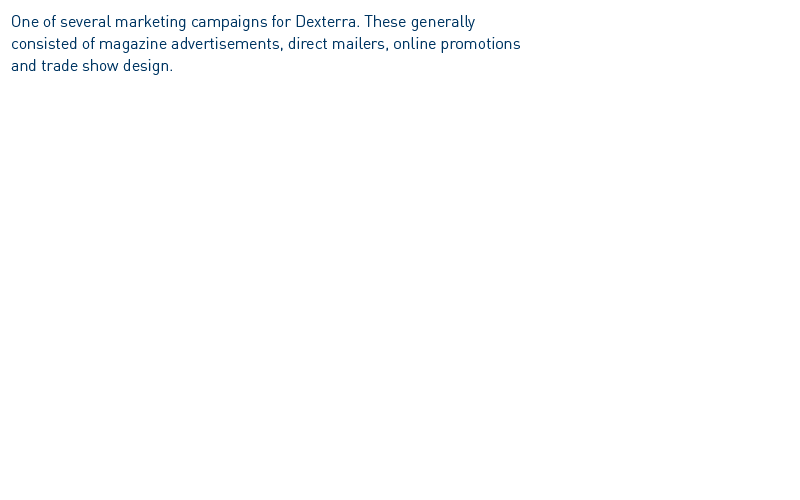 One of several marketing campaigns for Dexterra. These generally
consisted of magazine advertisements, direct mailers, online promotions
and trade show design.